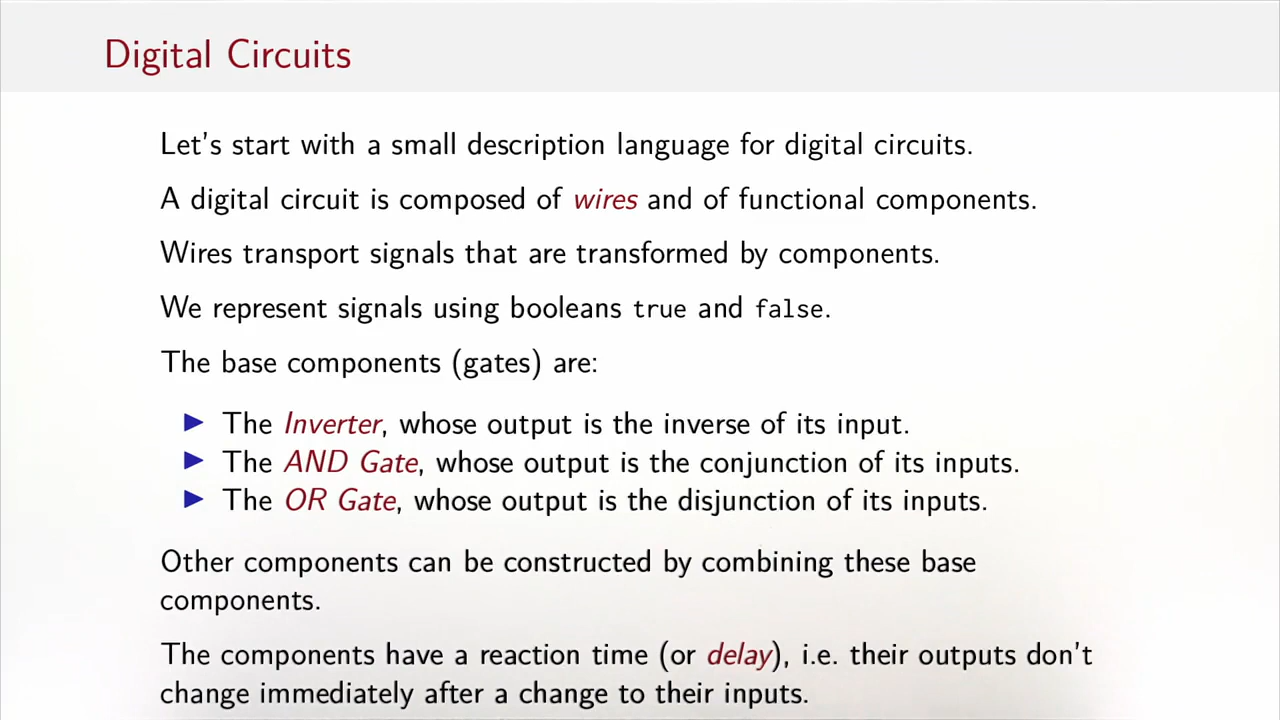 Digital Circuits
Let's start with a small description language for digital circuits.
A digital circuit is composed of wires and of functional components.
Wires transport signals that are transformed by components.
We represent signals using booleans true and false.
The base components (gates) are:
▶ The Inverter, whose output is the inverse of its input.
▶ The AND Gate, whose output is the conjunction of its inputs.
▶ The OR Gate, whose output is the disjunction of its inputs.
Other components can be constructed by combining these base
components.
The components have a reaction time (or delay), i.e. their outputs don't
change immediately after a change to their inputs.